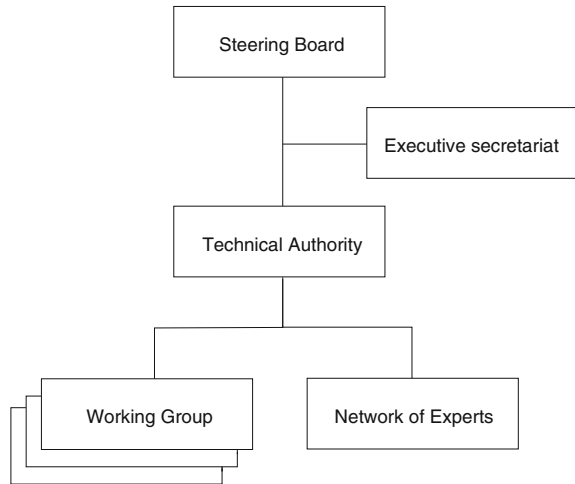 Steering Board
Executive secretariat
Technical Authority
Working Group
Network of Experts